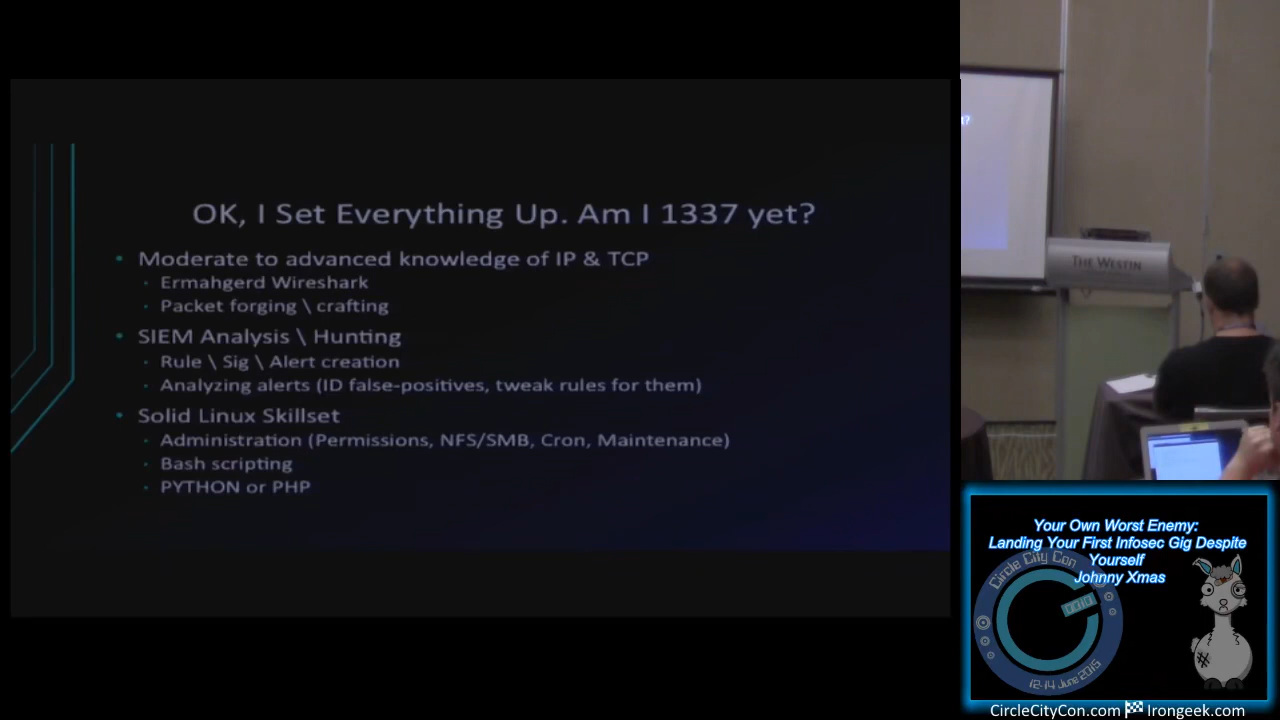 OK, I Set Everything Up. Am I 1337 yet?
• Moderate to advanced knowledge of IP & TCP
• Ermahgerd Wireshark
• Packet forging \ crafting
• SIEM Analysis \ Hunting
• Rule \ Sig \ Alert creation
• Analyzing alerts (ID false-positives, tweak rules for them)
• Solid Linux Skillset
• Administration (Permissions, NFS/SMB, Cron, Maintenance)
• Bash scripting
• PYTHON or PHP
?
THE WESTIN
Your Own Worst Enemy:
Landing Your First Infosec Gig Despite
Yourself
Johnny Xmas
Circle City Con
12-14 June 2015
CircleCityCon.com Irongeek.com